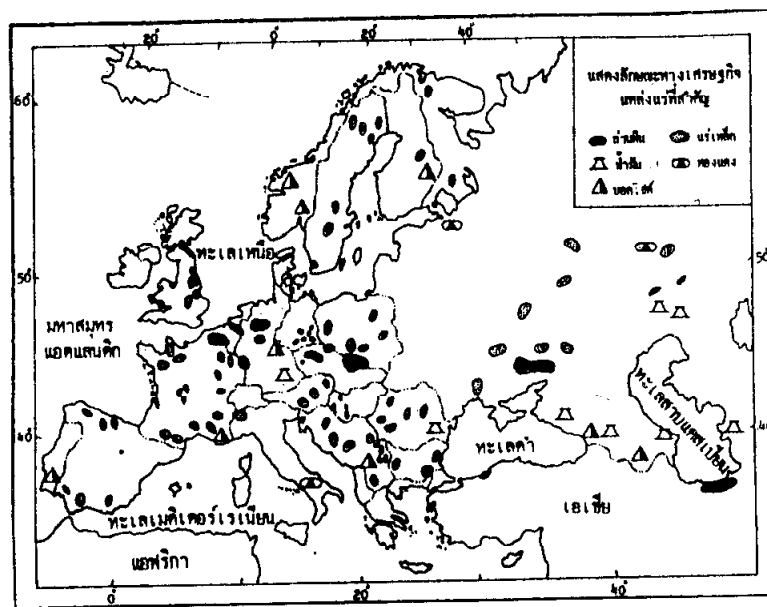 20° 0° 20° 40°
60°
แสดงลักษณะทางเศรษฐกิจ
แหล่งแร่ที่สำคัญ
ถ่านหิน แร่เหล็ก
น้ำมัน ทองแดง
บอกไซต์
ทะเลเหนือ
50° 50°
มหาสมุทร
แอตแลนติก
40° 40°
ทะเลดำ
ทะเลสาบแคสเปียน
เอเชีย
ทะเลเมดิเตอร์เรเนียน
แอฟริกา
0° 20° 40°